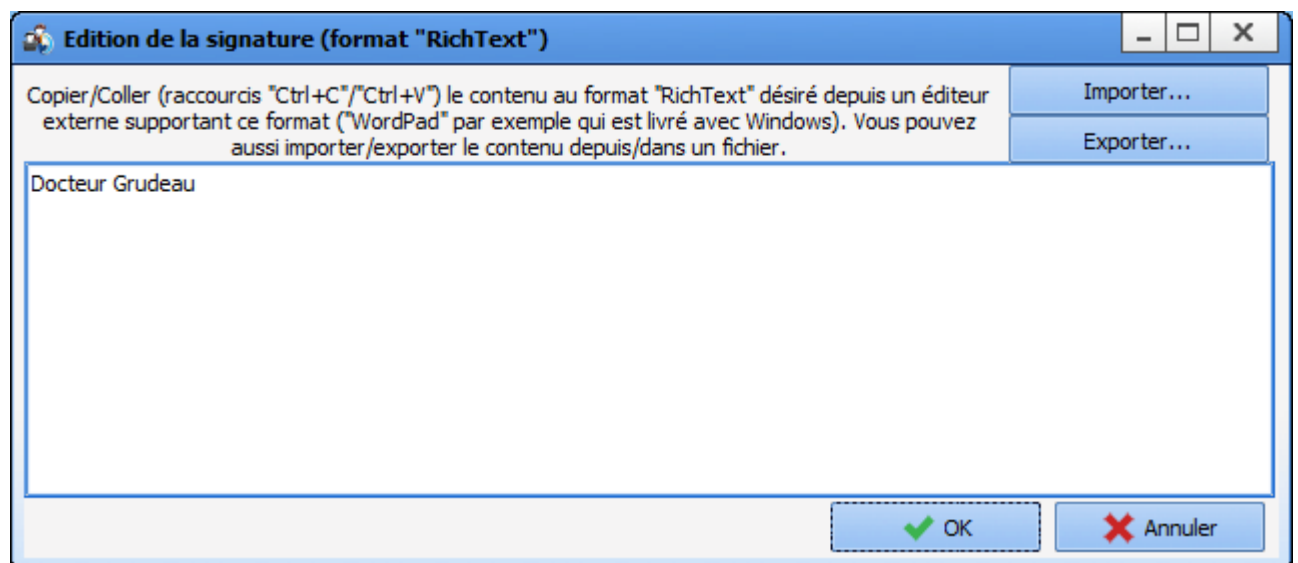 Edition de la signature (format "RichText")
Copier/Coller (raccourcis "Ctrl+C"/"Ctrl+V") le contenu au format "RichText" désiré depuis un éditeur
externe supportant ce format ("WordPad" par exemple qui est livré avec Windows). Vous pouvez
aussi importer/exporter le contenu depuis/dans un fichier.
Importer...
Exporter...
Docteur Grudeau
OK
Annuler